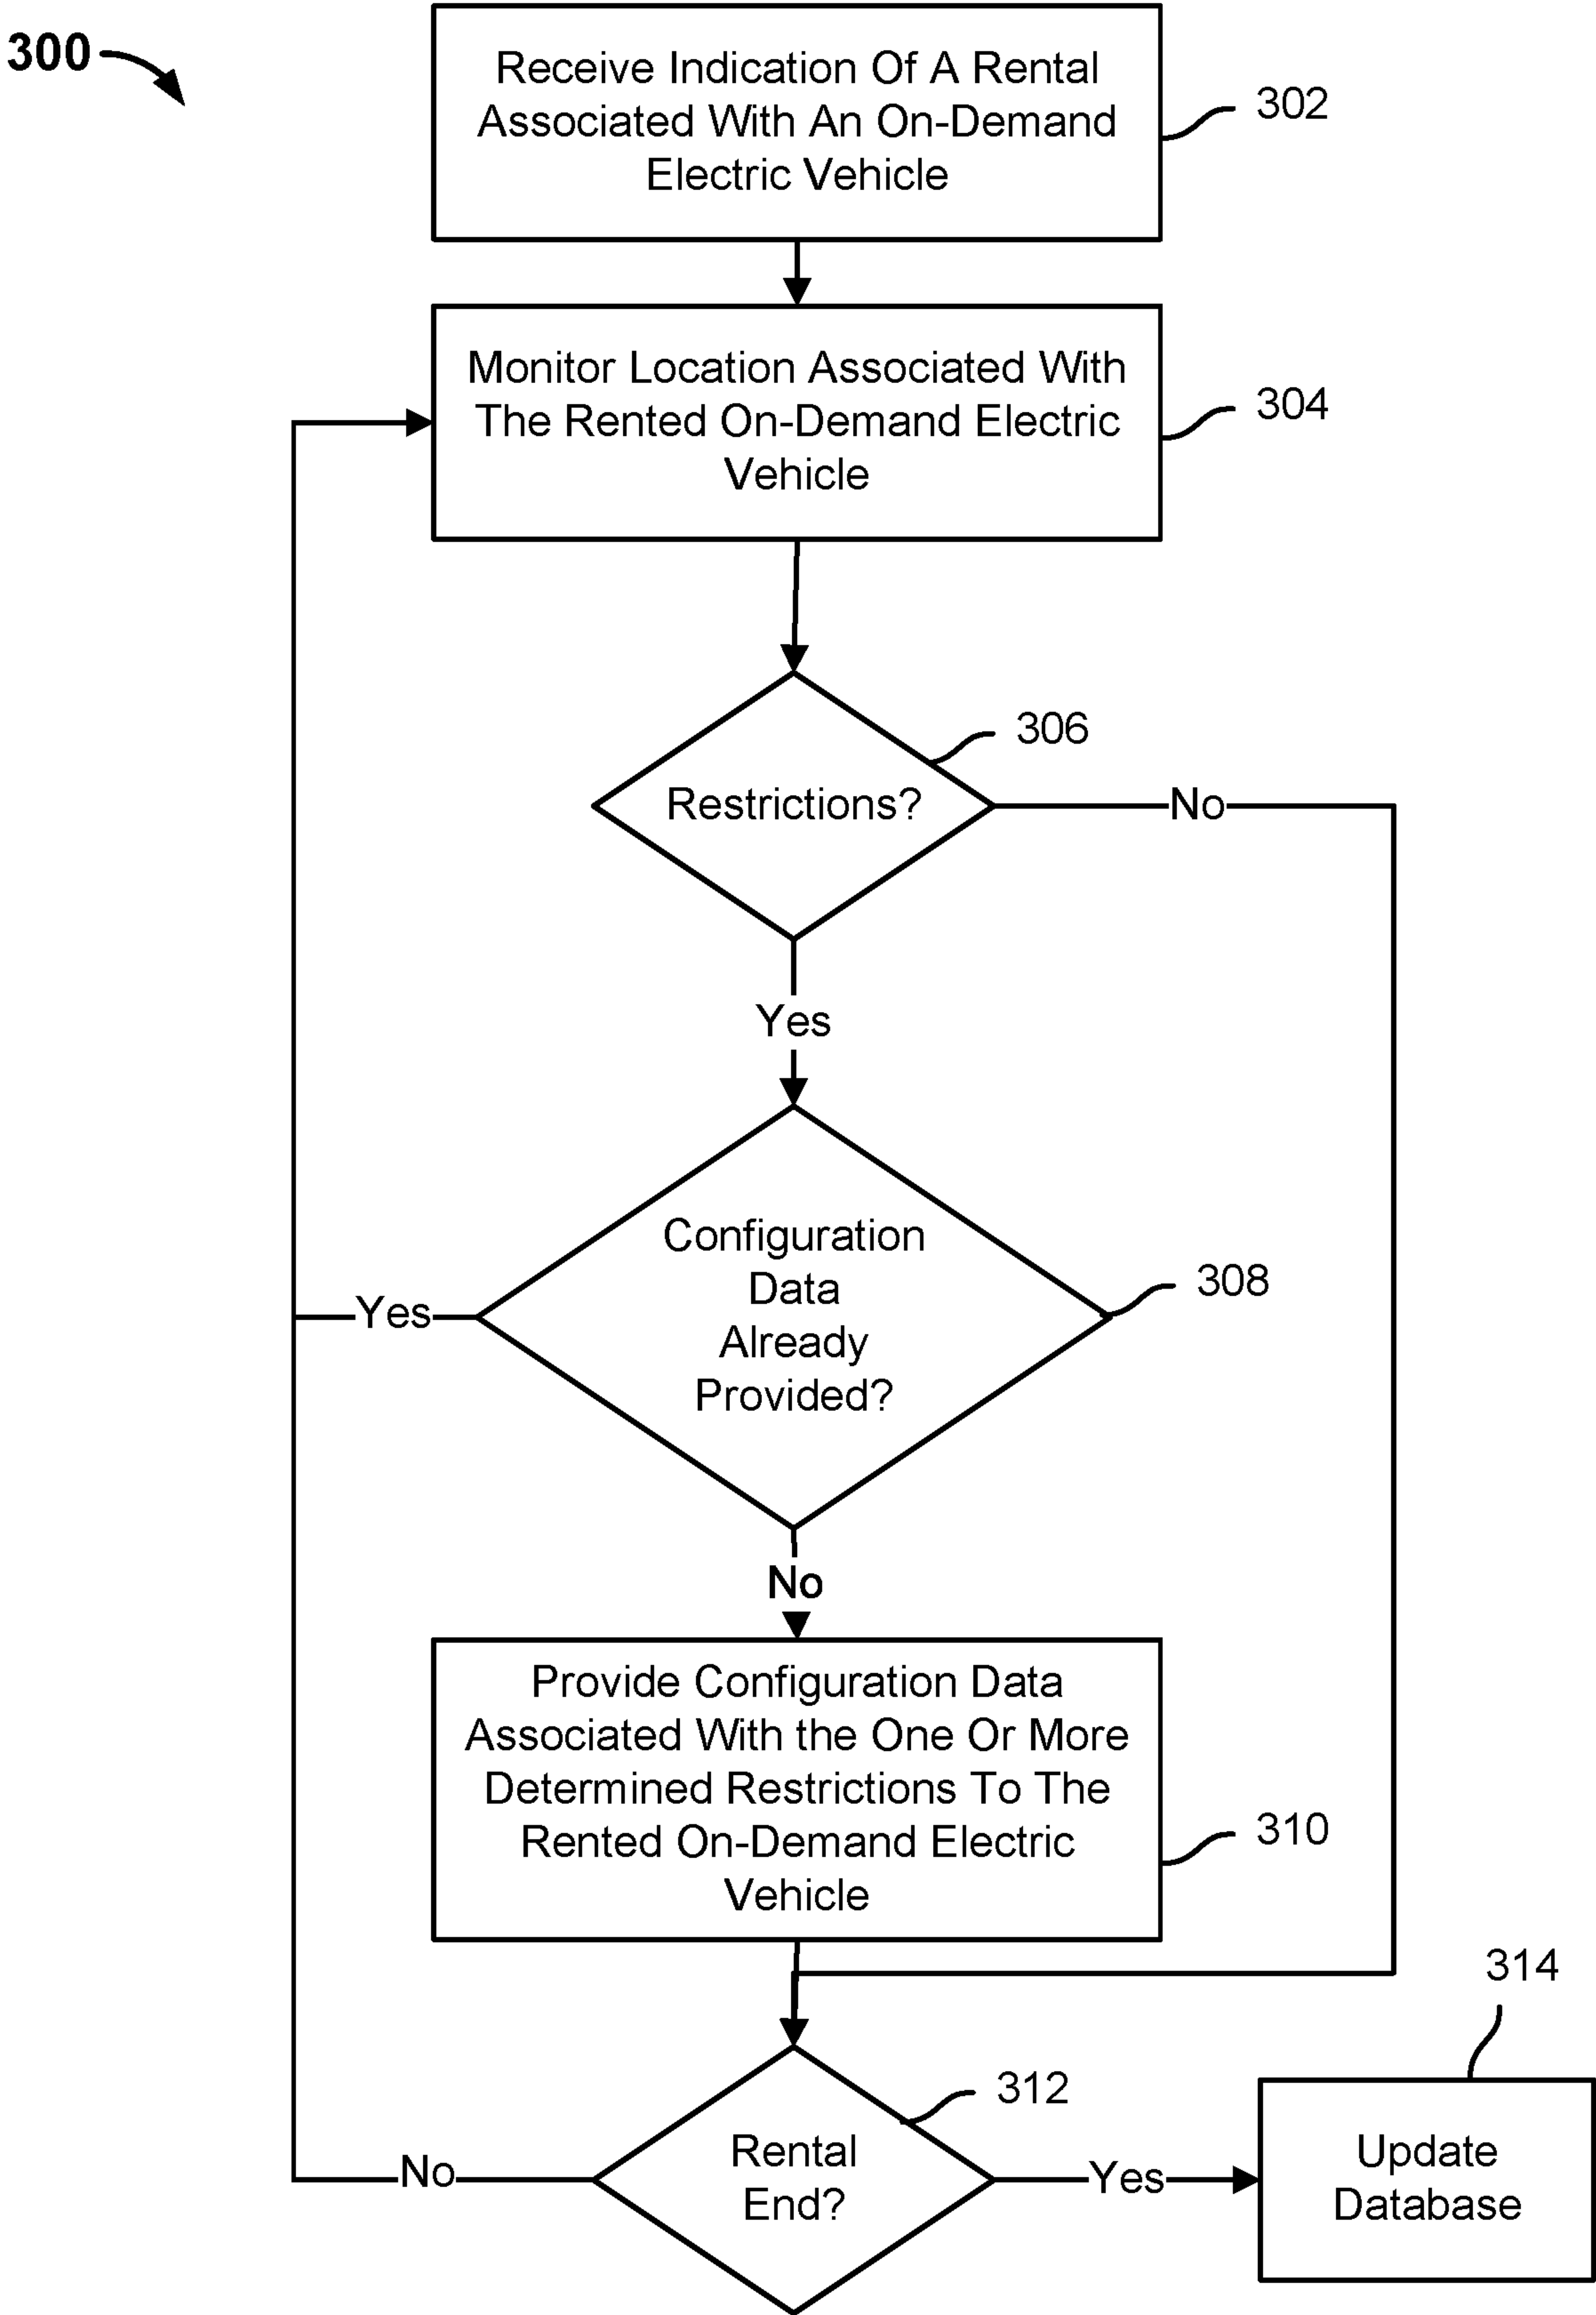 300
Receive Indication Of A Rental
Associated With An On-Demand
Electric Vehicle
302
Monitor Location Associated With
The Rented On-Demand Electric
Vehicle
304
306
Restrictions?
No
Yes
Configuration
Data
Already
Provided?
308
Yes
No
Provide Configuration Data
Associated With the One Or More
Determined Restrictions To The
Rented On-Demand Electric
Vehicle
310
314
312
Rental
End?
No
Yes
Update
Database